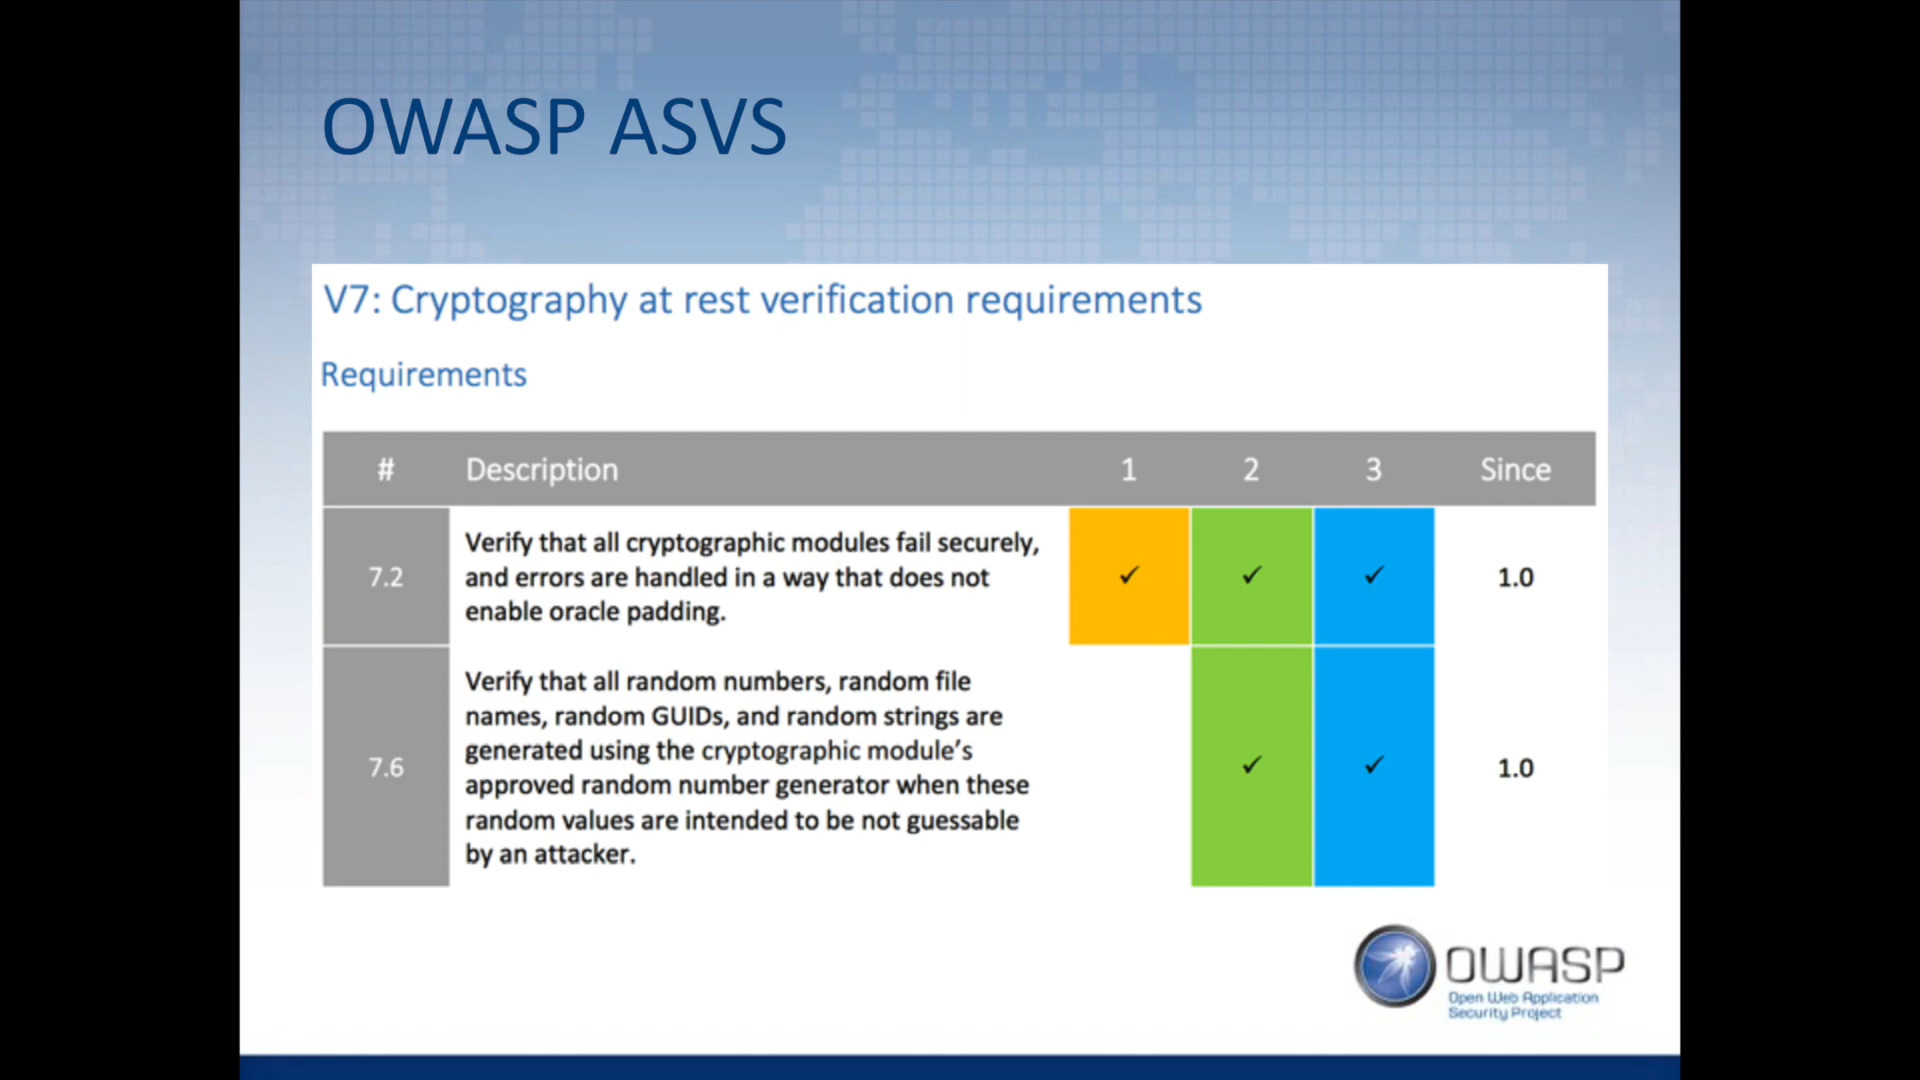 OWASP ASVS
V7: Cryptography at rest verification requirements
Requirements
# Description 1 2 3 Since
7.2 Verify that all cryptographic modules fail securely, and errors are handled in a way that does not enable oracle padding. ✓ ✓ ✓ 1.0
7.6 Verify that all random numbers, random file names, random GUIDs, and random strings are generated using the cryptographic module's approved random number generator when these random values are intended to be not guessable by an attacker. ✓ ✓ 1.0
OWASP
Open Web Application
Security Project